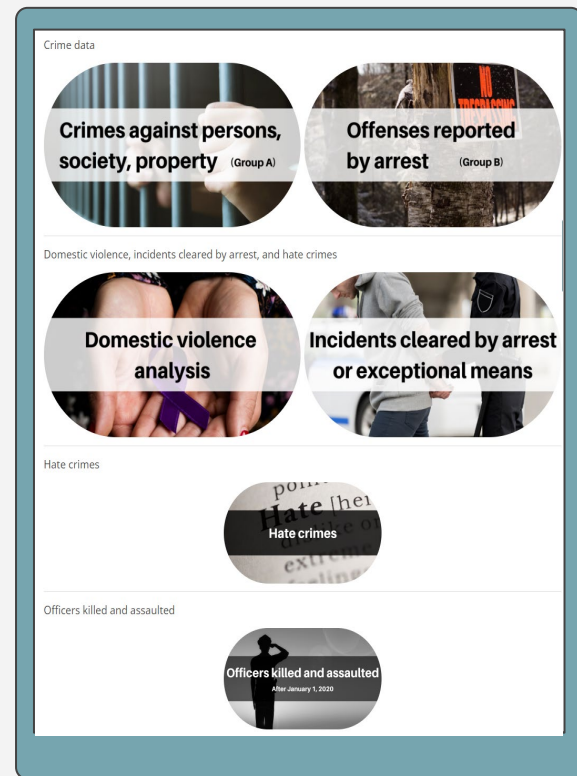 Crime data
Crimes against persons,
society, property (Group A)
Offenses reported
by arrest (Group B)
NO
TRESPASSING
Domestic violence, incidents cleared by arrest, and hate crimes
Domestic violence
analysis
Incidents cleared by arrest
or exceptional means
Hate crimes
Hate [
Hate crimes
extreme
Officers killed and assaulted
Officers killed and assaulted
After January 1, 2020